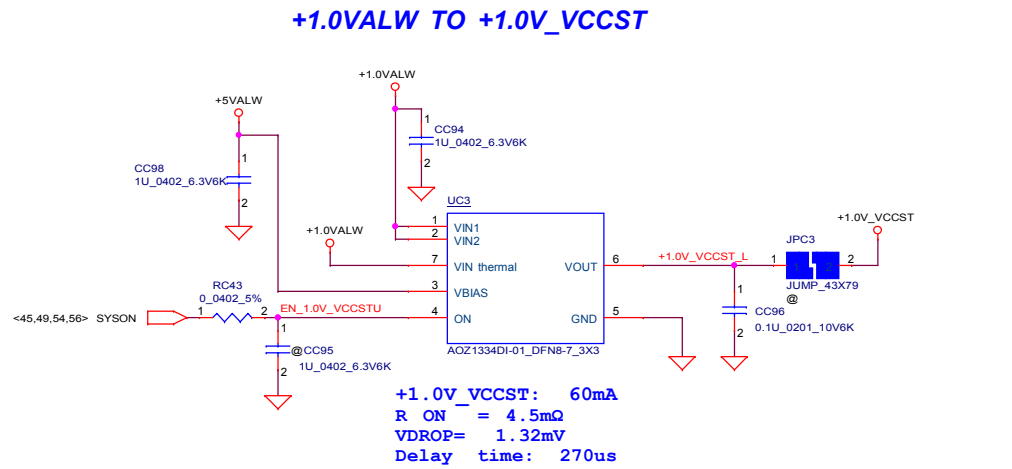 +1.0VALW TO +1.0V_VCCST
+1.0VALW
+5VALW
1
CC94
1U_0402_6.3V6K
2
1
CC98
1U_0402_6.3V6K
2
UC3
+1.0VALW
1
VIN1
2
VIN2
7
VIN thermal
VOUT
6
+1.0V_VCCST_L
+1.0V_VCCST
JPC3
1
1
2
2
JUMP_43X79
@
3
VBIAS
RC43
0_0402_5%
<45,49,54,56> SYSON
1
2
EN_1.0V_VCCSTU
4
ON
GND
5
1
CC96
0.1U_0201_10V6K
2
1
@CC95
1U_0402_6.3V6K
2
AOZ1334DI-01_DFN8-7_3X3
+1.0V_VCCST: 60mA
R ON = 4.5mΩ
VDROP= 1.32mV
Delay time: 270us